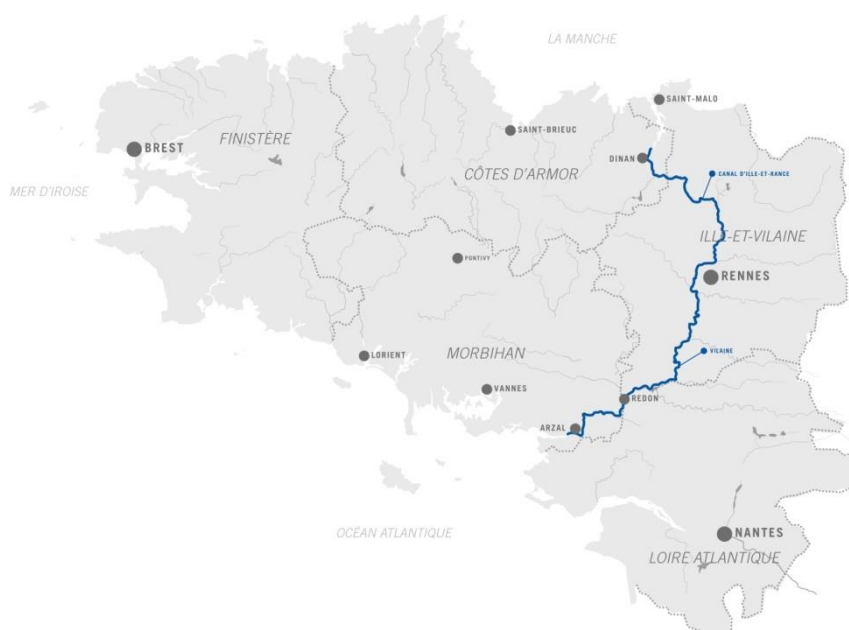 LA MANCHE
SAINT-MALO
SAINT-BRIEUC
FINISTÈRE
BREST
DINAN
CÔTES D'ARMOR
CANAL D'ILLE-ET-RANCE
MER D'IROISE
ILLE-ET-VILAINE
PONTIVY
RENNES
LORIENT
MORBIHAN
VILAINE
VANNES
REDON
ARZAL
OCÉAN ATLANTIQUE
NANTES
LOIRE ATLANTIQUE